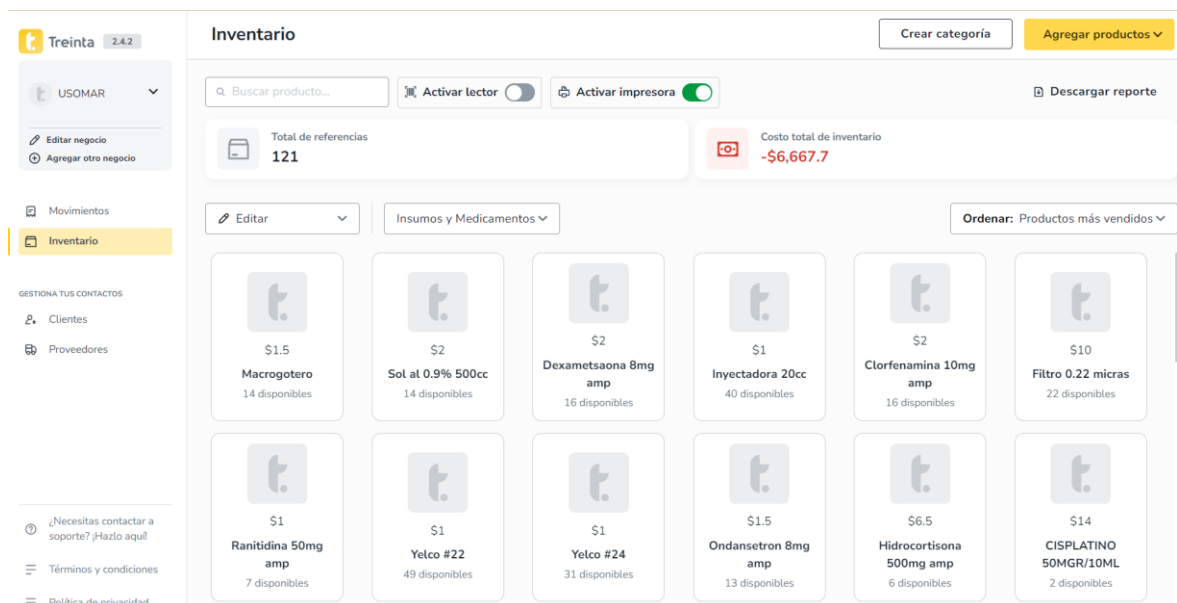 Treinta 2.4.2
USOMAR
Editar negocio
Agregar otro negocio
Movimientos
Inventario
GESTIONA TUS CONTACTOS
Clientes
Proveedores
¿Necesitas contactar a
soporte? ¡Hazlo aquí!
Términos y condiciones
Política de privacidad
Inventario
Crear categoría
Agregar productos
Buscar producto...
Activar lector
Activar impresora
Descargar reporte
Total de referencias
121
Costo total de inventario
-$6,667.7
Editar
Insumos y Medicamentos
Ordenar: Productos más vendidos
$1.5
Macrogotero
14 disponibles
$2
Sol al 0.9% 500cc
14 disponibles
$2
Dexametsaona 8mg
amp
16 disponibles
$1
Inyectadora 20cc
40 disponibles
$2
Clorfenamina 10mg
amp
16 disponibles
$10
Filtro 0.22 micras
22 disponibles
$1
Ranitidina 50mg
amp
7 disponibles
$1
Yelco #22
49 disponibles
$1
Yelco #24
31 disponibles
$1.5
Ondansetron 8mg
amp
13 disponibles
$6.5
Hidrocortisona
500mg amp
6 disponibles
$14
CISPLATINO
50MGR/10ML
2 disponibles